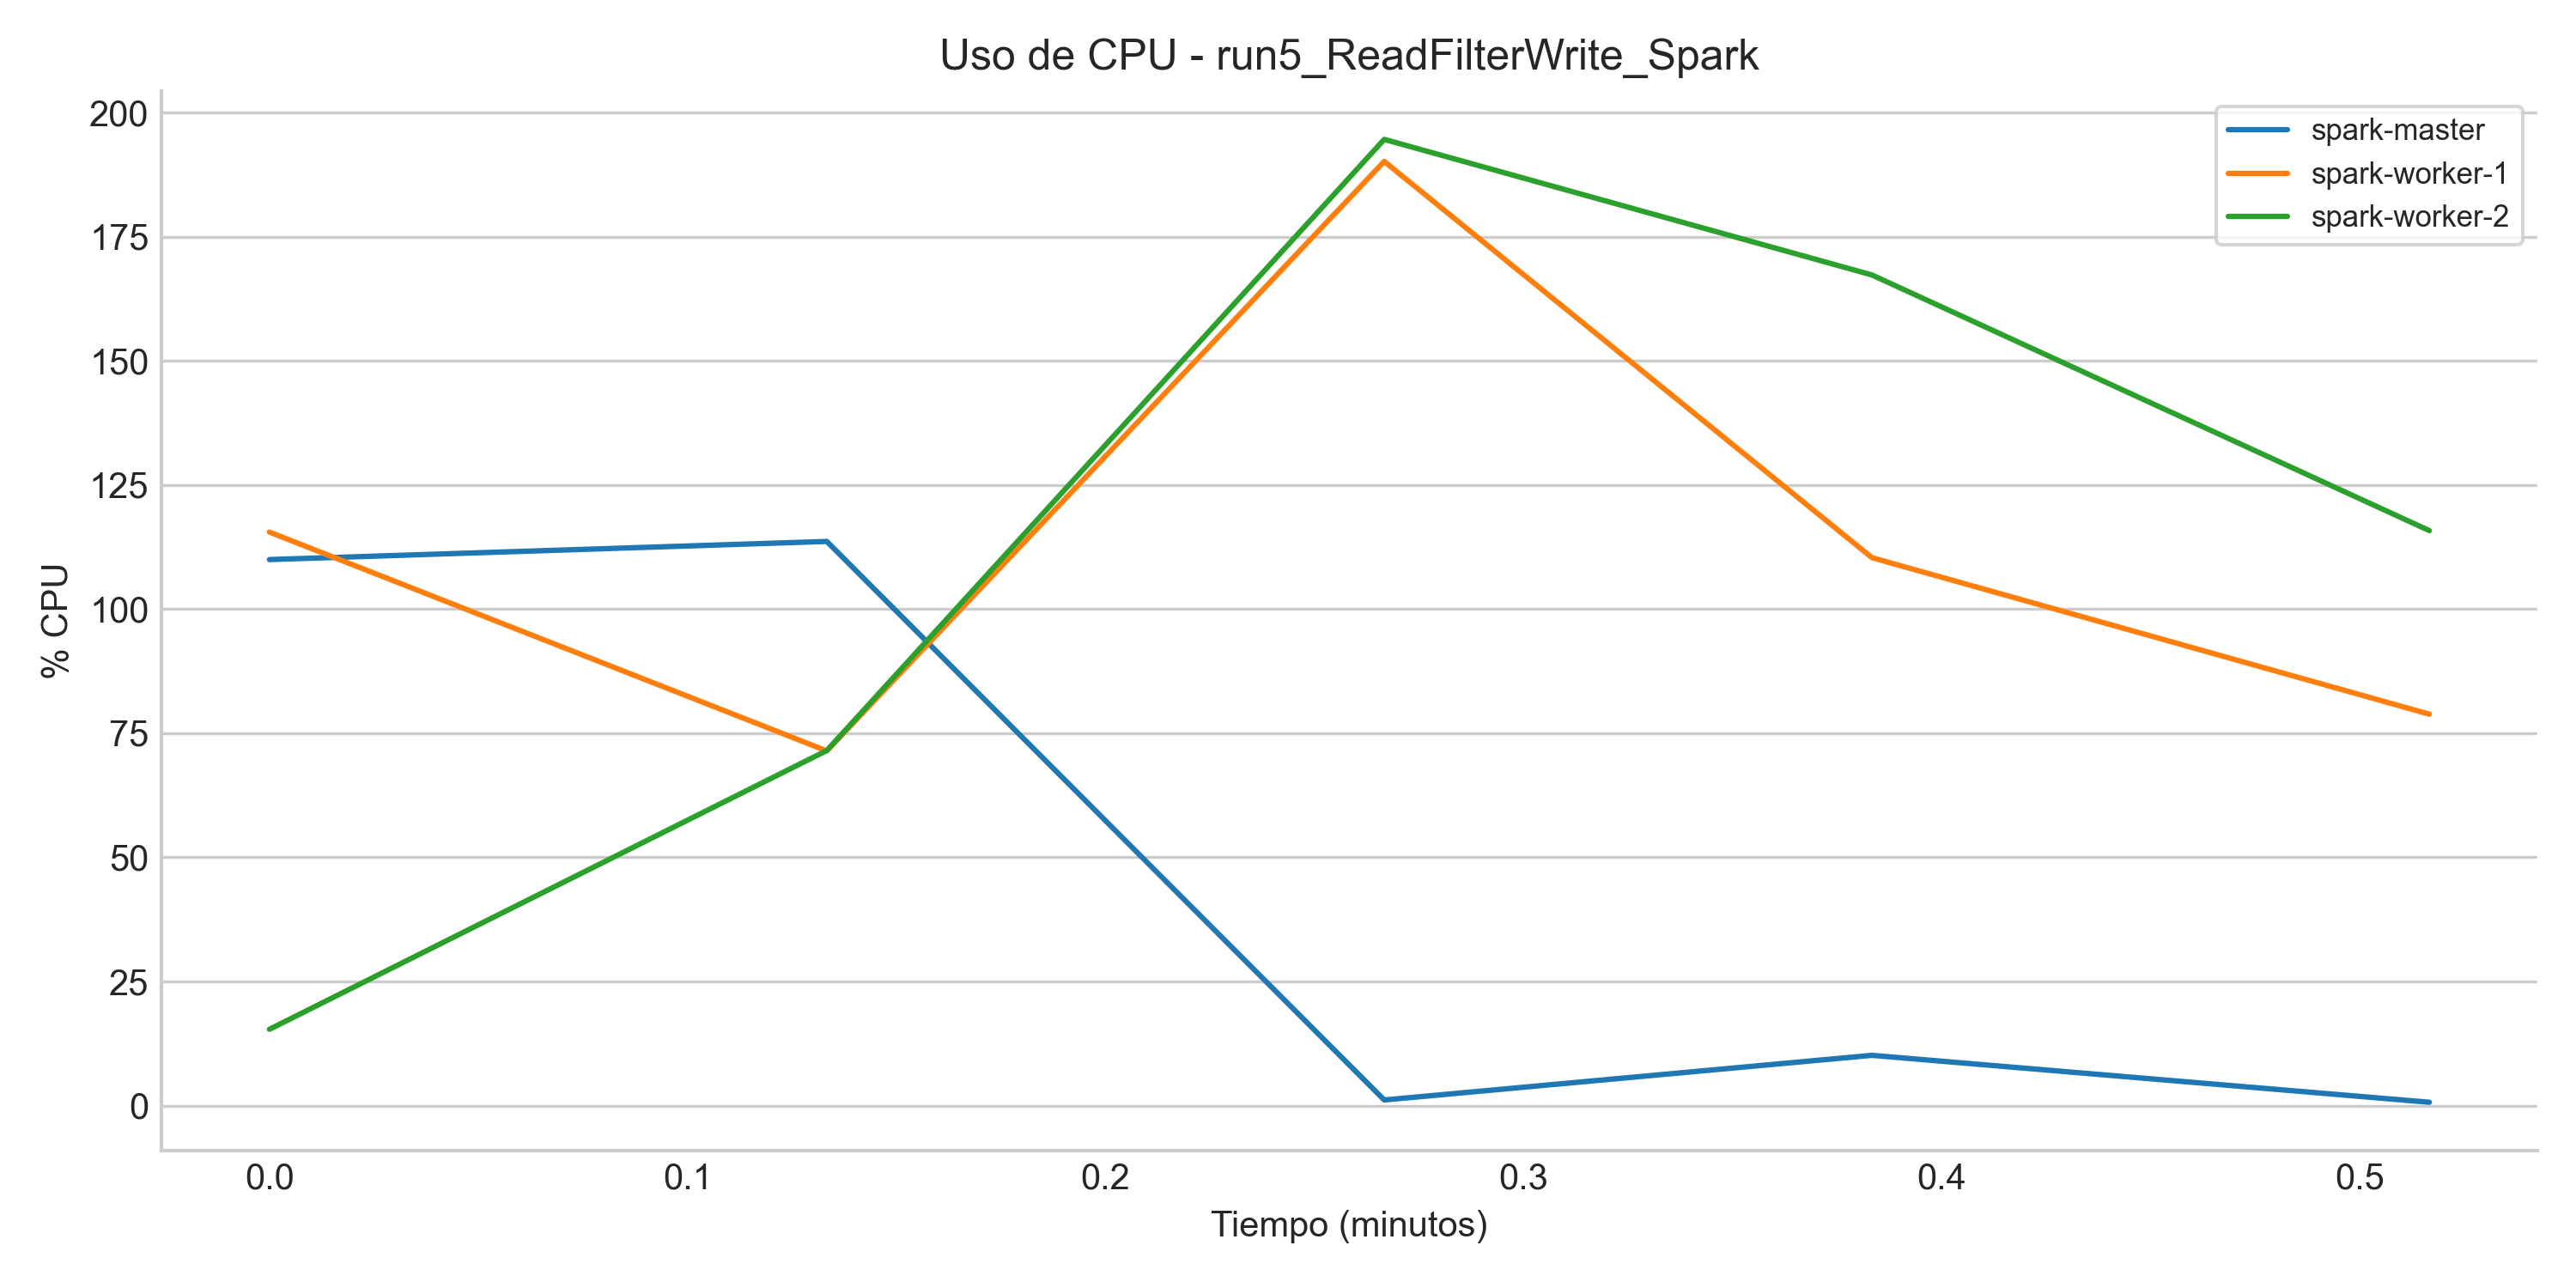 Uso de CPU - run5_ReadFilterWrite_Spark
spark-master
spark-worker-1
spark-worker-2
% CPU
200
175
150
125
100
75
50
25
0
0.0 0.1 0.2 0.3 0.4 0.5
Tiempo (minutos)